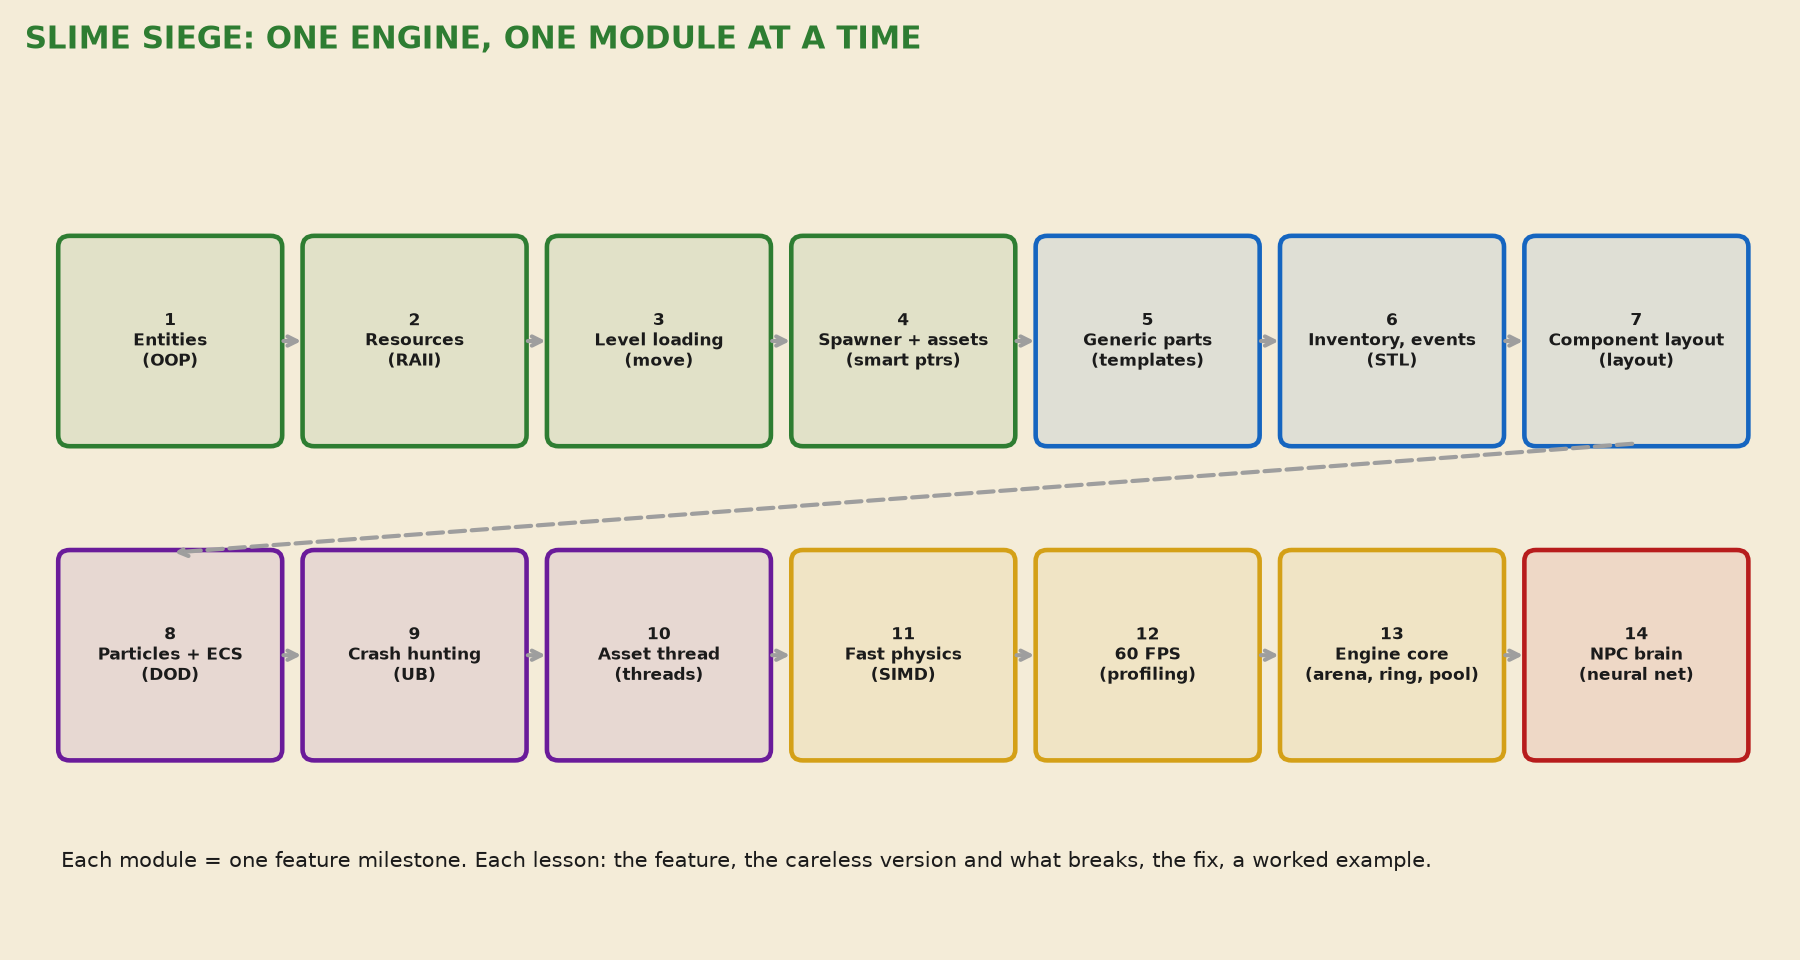 SLIME SIEGE: ONE ENGINE, ONE MODULE AT A TIME
1
Entities
(OOP)
2
Resources
(RAII)
3
Level loading
(move)
4
Spawner + assets
(smart ptrs)
5
Generic parts
(templates)
6
Inventory, events
(STL)
7
Component layout
(layout)
8
Particles + ECS
(DOD)
9
Crash hunting
(UB)
10
Asset thread
(threads)
11
Fast physics
(SIMD)
12
60 FPS
(profiling)
13
Engine core
(arena, ring, pool)
14
NPC brain
(neural net)
Each module = one feature milestone. Each lesson: the feature, the careless version and what breaks, the fix, a worked example.